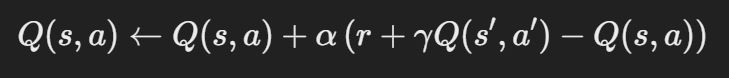 Q(s, a) ← Q(s, a) + α (r + γQ(s′, a′) − Q(s, a))